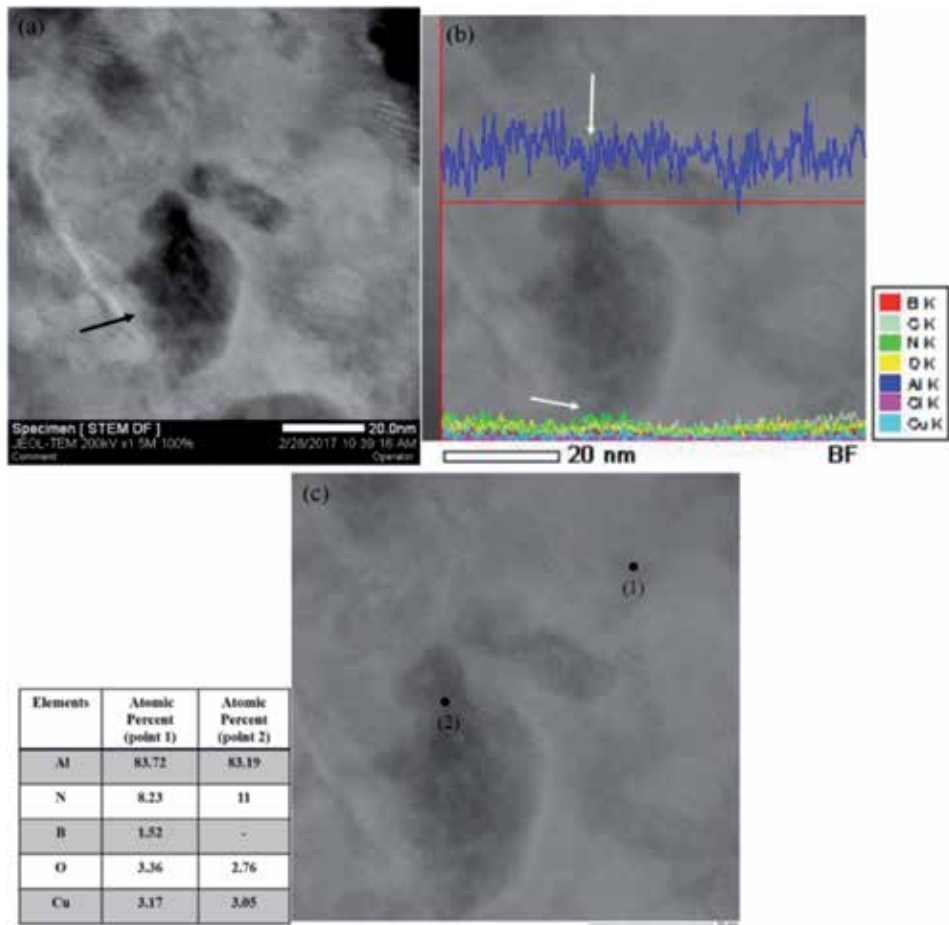 (a)
Specimen [ STEM DF ]
20.0nm
JEOL-TEM 200kV x1.5M 100%
2/28/2017 10:39:16 AM
Comment
Operator
(b)
20 nm
BF
B K
C K
N K
O K
Al K
Cl K
Cu K
(c)
(1)
(2)
Elements
Atomic Percent (point 1)
Atomic Percent (point 2)
Al 83.72 83.19
N 8.23 11
B 1.52 -
O 3.36 2.76
Cu 3.17 3.05